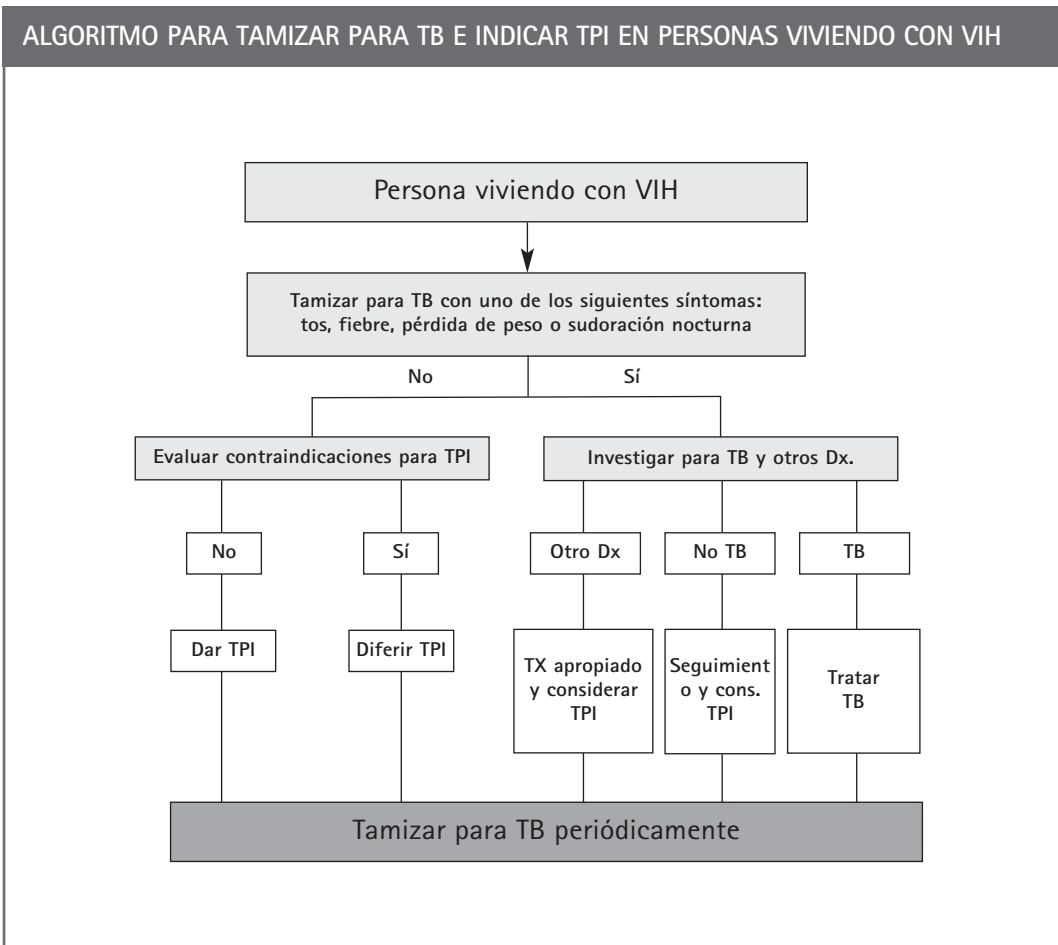 ALGORITMO PARA TAMIZAR PARA TB E INDICAR TPI EN PERSONAS VIVIENDO CON VIH
Persona viviendo con VIH
Tamizar para TB con uno de los siguientes síntomas:
tos, fiebre, pérdida de peso o sudoración nocturna
No
Sí
Evaluar contraindicaciones para TPI
Investigar para TB y otros Dx.
No
Sí
Otro Dx
No TB
TB
Dar TPI
Diferir TPI
TX apropiado
y considerar
TPI
Seguimient
o y cons.
TPI
Tratar
TB
Tamizar para TB periódicamente